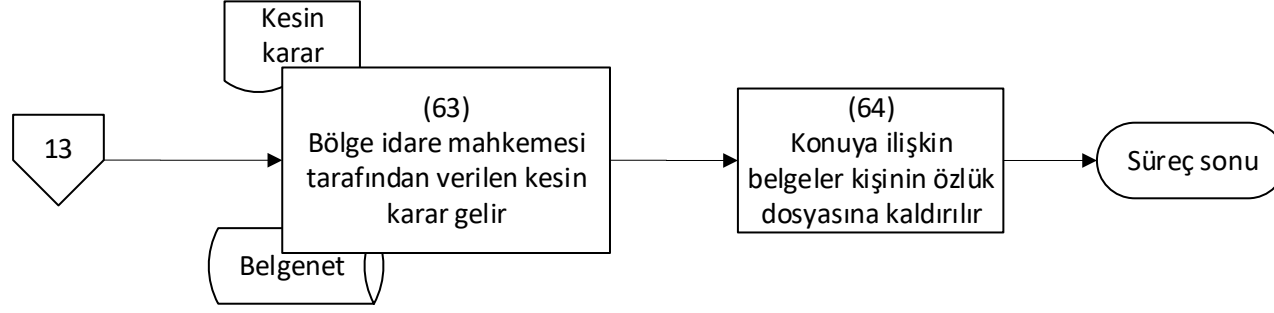 Kesin
karar
13
(63)
Bölge idare mahkemesi
tarafından verilen kesin
karar gelir
Belgenet
(64)
Konuya ilişkin
belgeler kişinin özlük
dosyasına kaldırılır
Süreç sonu